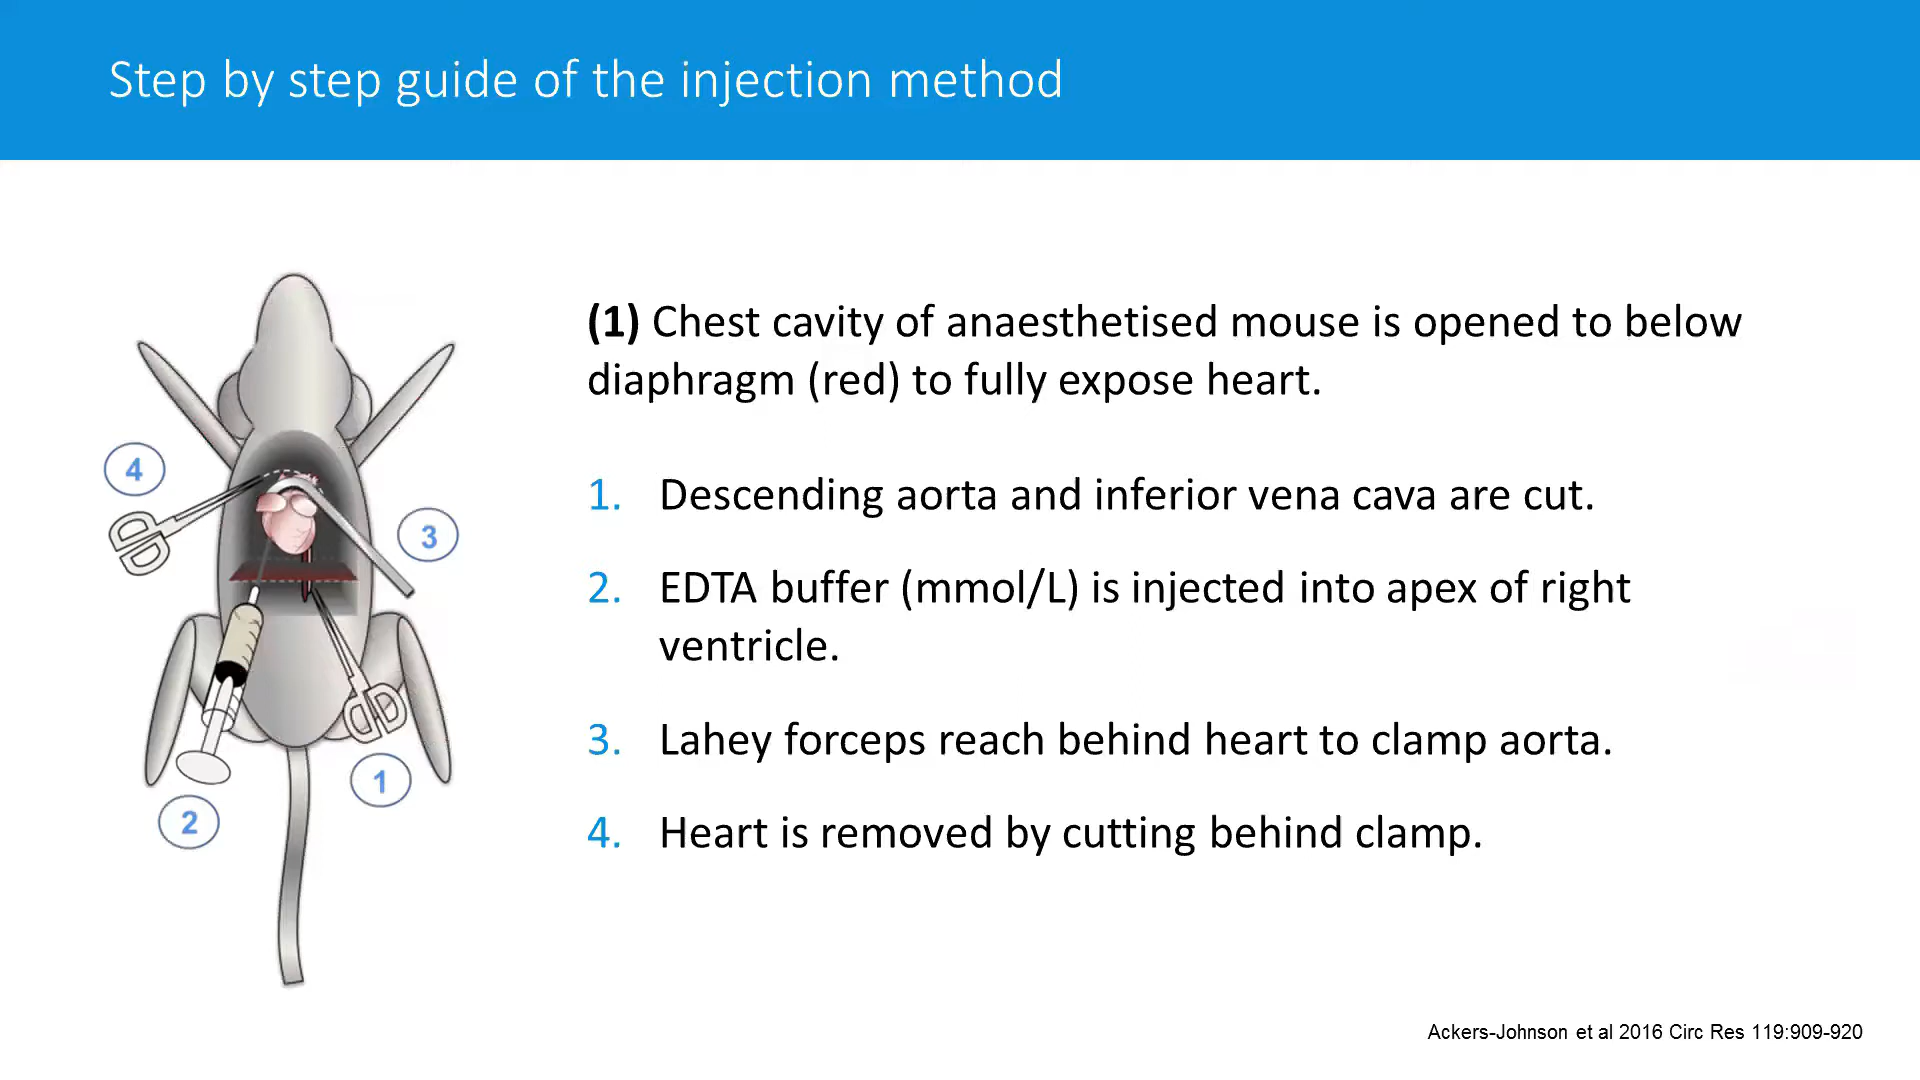 Step by step guide of the injection method
(1) Chest cavity of anaesthetised mouse is opened to below
diaphragm (red) to fully expose heart.
1. Descending aorta and inferior vena cava are cut.
2. EDTA buffer (mmol/L) is injected into apex of right
ventricle.
3. Lahey forceps reach behind heart to clamp aorta.
4. Heart is removed by cutting behind clamp.
4
3
1
2
Ackers-Johnson et al 2016 Circ Res 119:909-920